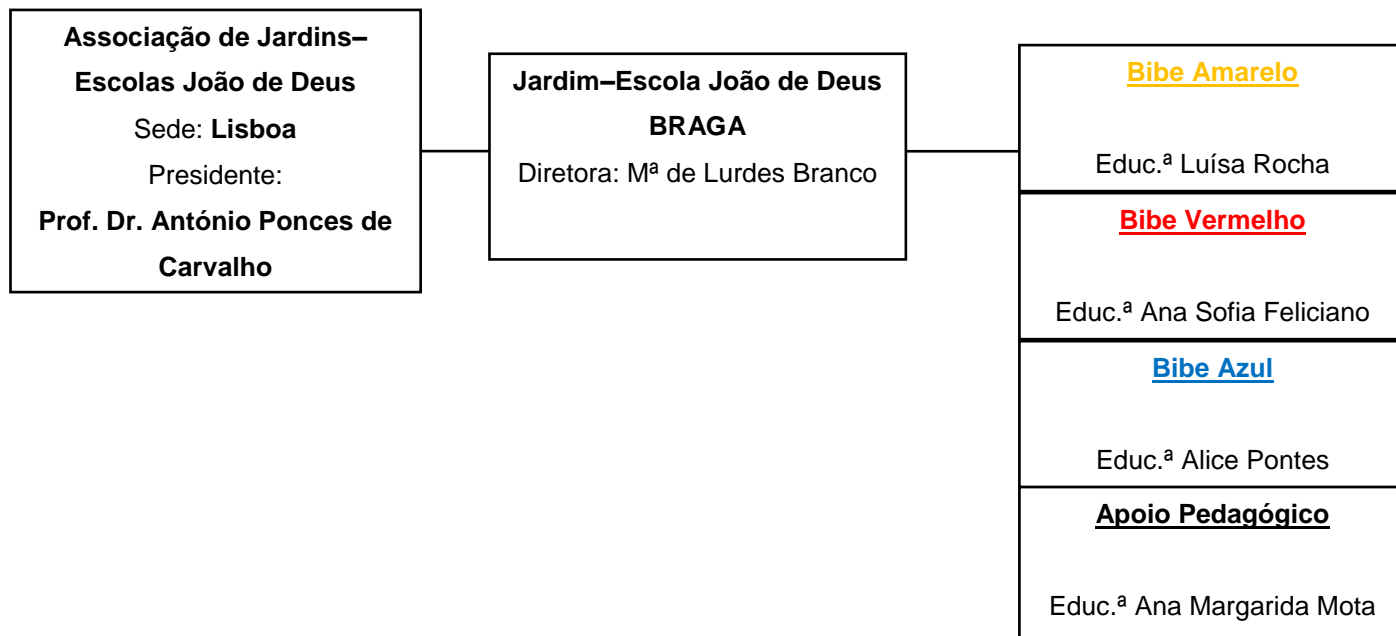 Associação de Jardins–
Escolas João de Deus
Sede: Lisboa
Presidente:
Prof. Dr. António Ponces de
Carvalho
Jardim–Escola João de Deus
BRAGA
Diretora: Mª de Lurdes Branco
Bibe Amarelo
Educ.ª Luísa Rocha
Bibe Vermelho
Educ.ª Ana Sofia Feliciano
Bibe Azul
Educ.ª Alice Pontes
Apoio Pedagógico
Educ.ª Ana Margarida Mota